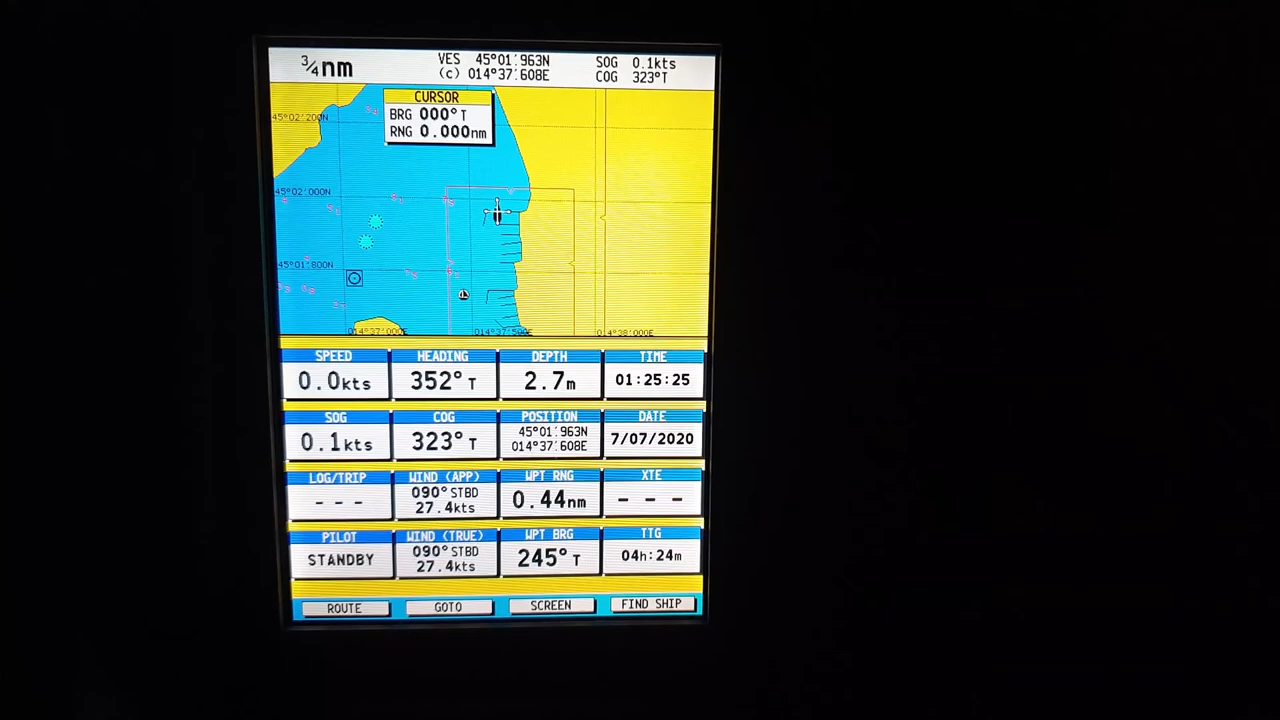 ¾nm
VES 45°01'.963N
(c) 014°37'.608E
SOG 0.1kts
COG 323°T
CURSOR
BRG 000°T
RNG 0.000nm
45°02'200N
45°02'000N
45°01'800N
014°37'000E
014°37'500E
014°38'000E
SPEED HEADING DEPTH TIME
0.0kts 352°T 2.7m 01:25:25
SOG COG POSITION DATE
0.1kts 323°T 45°01'.963N 014°37'.608E 7/07/2020
LOG/TRIP WIND (APP) WPT RNG XTE
- - - 090°STBD 27.4kts 0.44nm - - -
PILOT WIND (TRUE) WPT BRG TTG
STANDBY 090°STBD 27.4kts 245°T 04h:24m
ROUTE GOTO SCREEN FIND SHIP